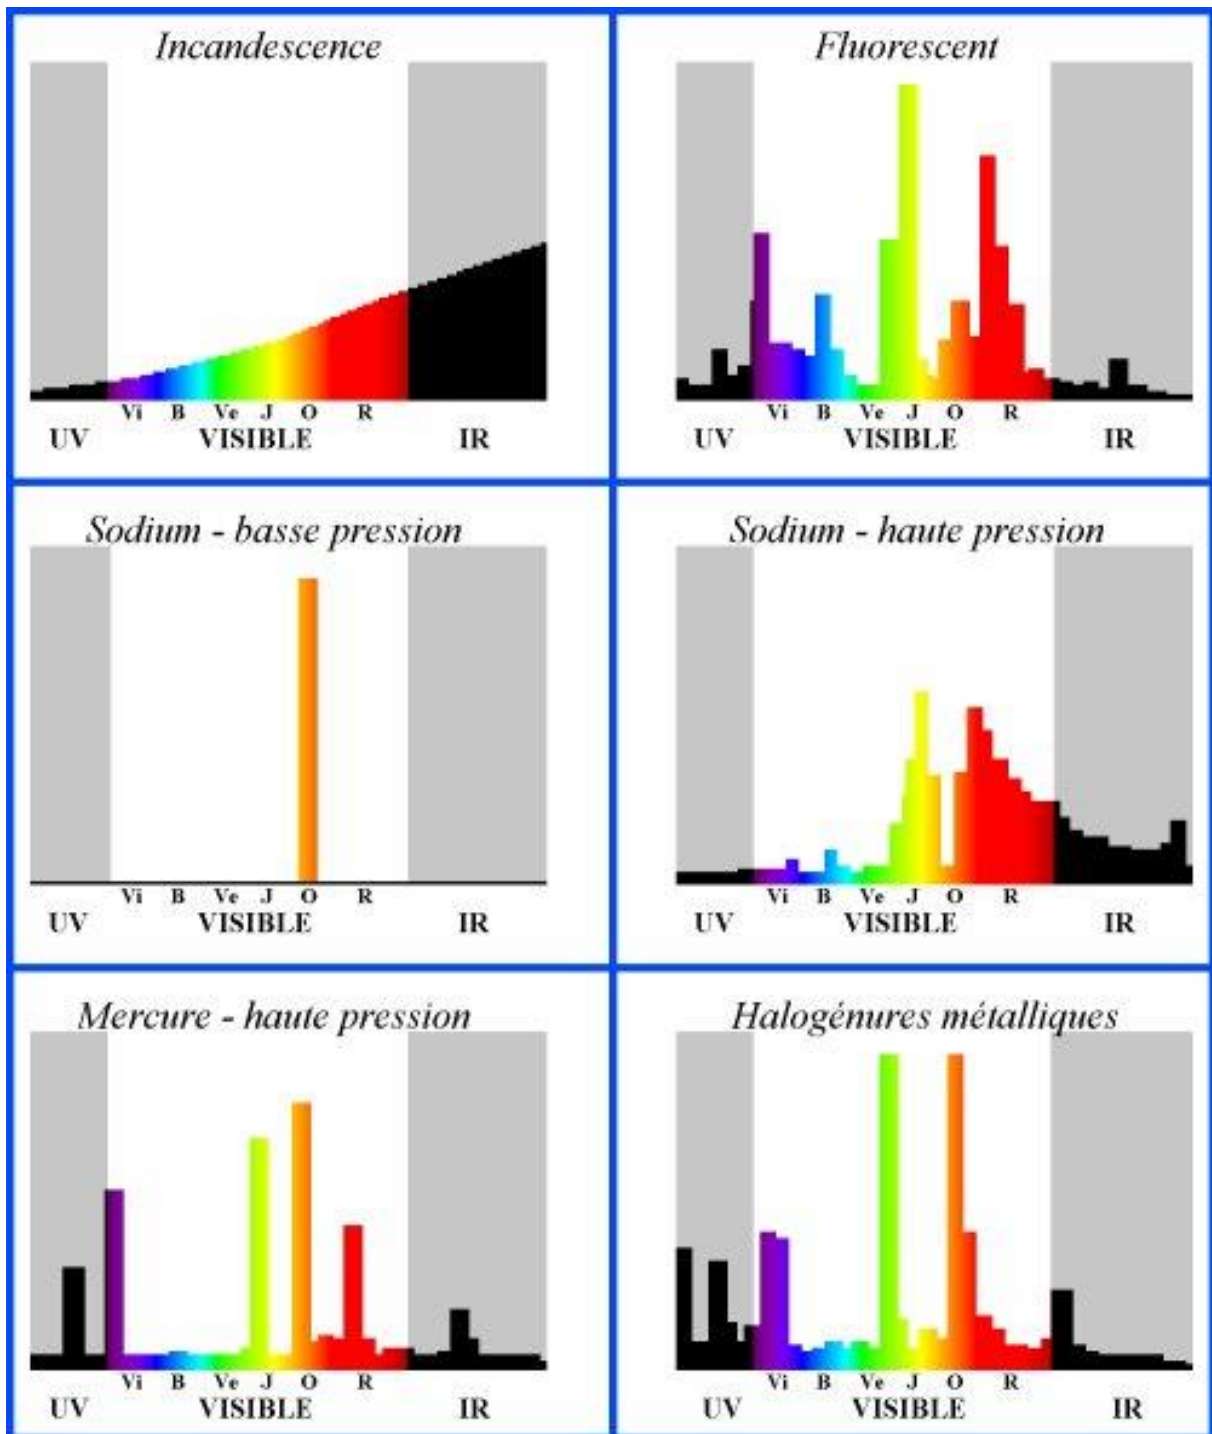 Incandescence
Vi B Ve J O R
UV VISIBLE IR
Fluorescent
Vi B Ve J O R
UV VISIBLE IR
Sodium - basse pression
Vi B Ve J O R
UV VISIBLE IR
Sodium - haute pression
Vi B Ve J O R
UV VISIBLE IR
Mercure - haute pression
Vi B Ve J O R
UV VISIBLE IR
Halogénures métalliques
Vi B Ve J O R
UV VISIBLE IR